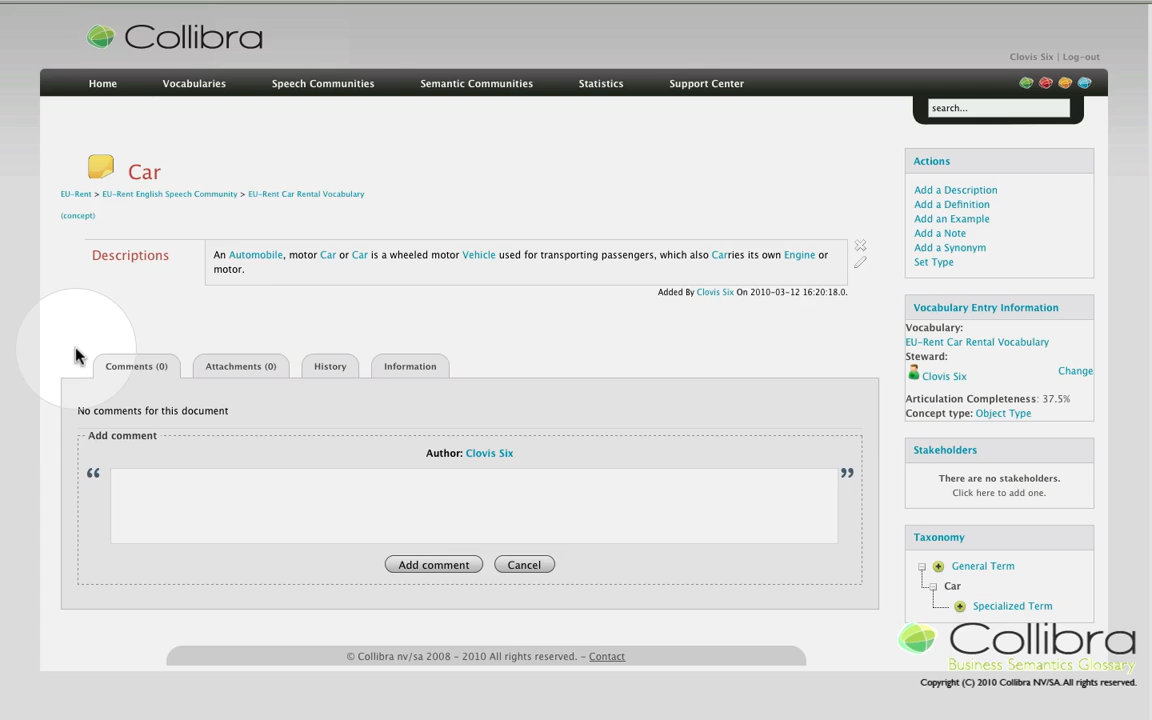 Collibra
Clovis Six | Log-out
Home Vocabularies Speech Communities Semantic Communities Statistics Support Center
search...
Car
EU-Rent > EU-Rent English Speech Community > EU-Rent Car Rental Vocabulary
(concept)
Descriptions
An Automobile, motor Car or Car is a wheeled motor Vehicle used for transporting passengers, which also Carries its own Engine or
motor.
Added By Clovis Six On 2010-03-12 16:20:18.0.
Comments (0) Attachments (0) History Information
No comments for this document
Add comment
Author: Clovis Six
“ ”
Add comment Cancel
Actions
Add a Description
Add a Definition
Add an Example
Add a Note
Add a Synonym
Set Type
Vocabulary Entry Information
Vocabulary:
EU-Rent Car Rental Vocabulary
Steward:
Clovis Six Change
Articulation Completeness: 37.5%
Concept type: Object Type
Stakeholders
There are no stakeholders.
Click here to add one.
Taxonomy
General Term
Car
Specialized Term
© Collibra nv/sa 2008 - 2010 All rights reserved. - Contact
Collibra
Business Semantics Glossary
Copyright (C) 2010 Collibra NV/SA. All rights reserved.